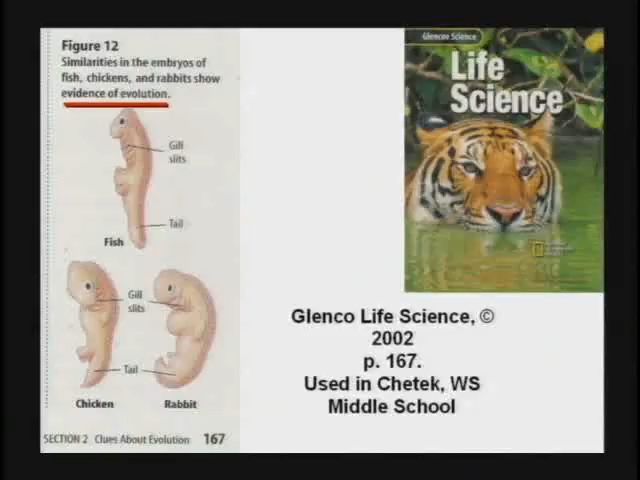 Figure 12
Similarities in the embryos of
fish, chickens, and rabbits show
evidence of evolution.
Gill
slits
Tail
Fish
Gill
slits
Tail
Chicken
Rabbit
SECTION 2 Clues About Evolution 167
Glencoe Science
Life
Science
Glenco Life Science, ©
2002
p. 167.
Used in Chetek, WS
Middle School